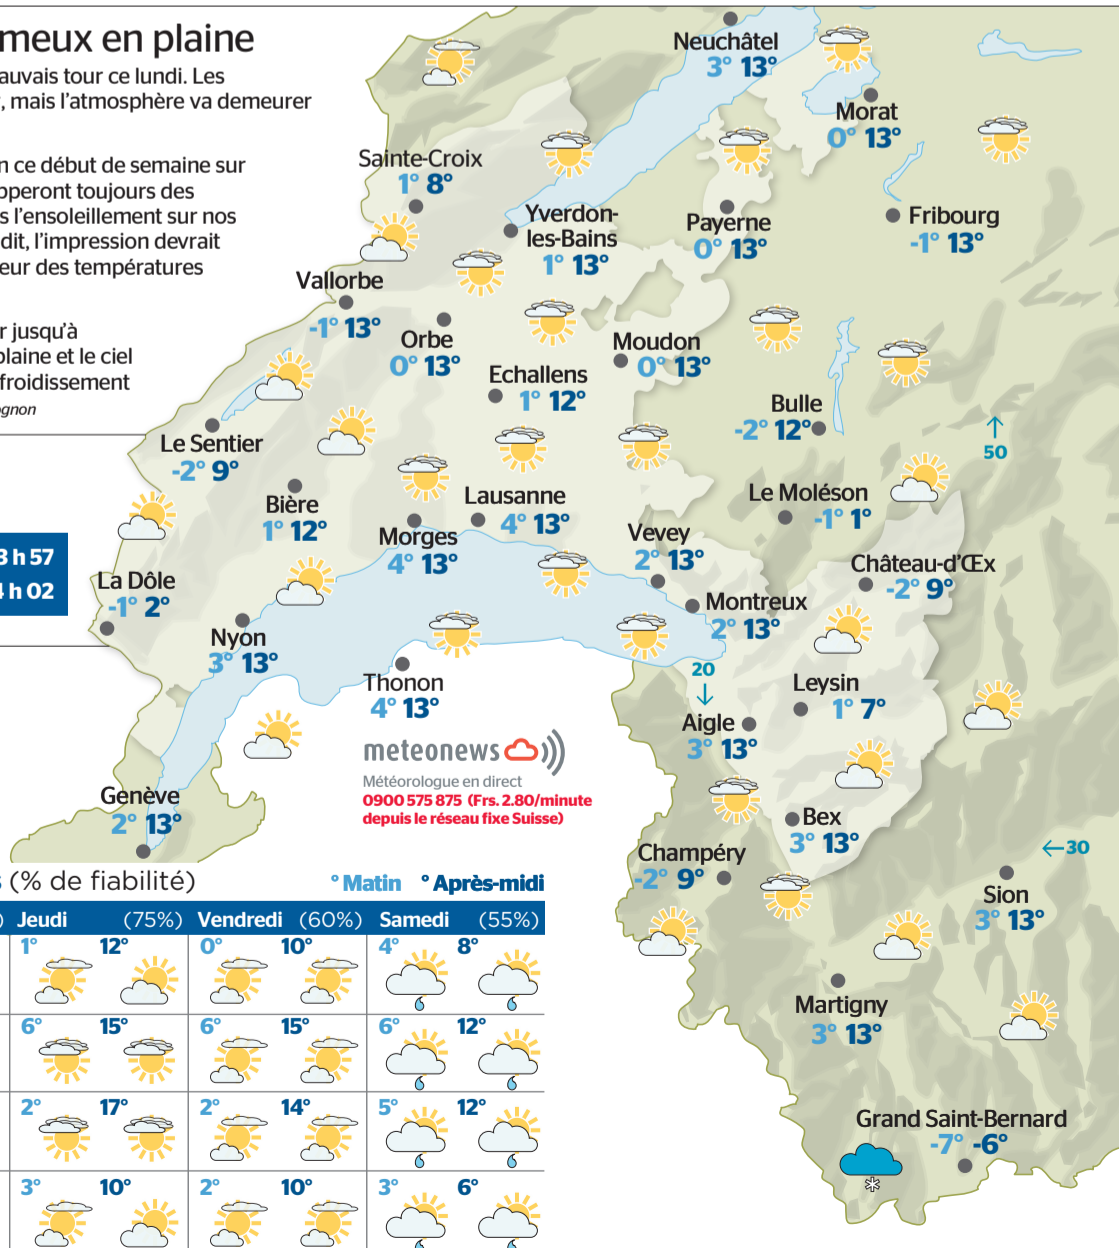 meux en plaine
auvais tour ce lundi. Les
, mais l'atmosphère va demeurer
n ce début de semaine sur
pperont toujours des
s l'ensoleillement sur nos
dit, l'impression devrait
eur des températures
r jusqu'à
plaine et le ciel
froidissement
ognon
3 h 57
4 h 02
Neuchâtel
3° 13°
Morat
0° 13°
Sainte-Croix
1° 8°
Yverdon-
les-Bains
1° 13°
Payerne
0° 13°
Fribourg
-1° 13°
Vallorbe
-1° 13°
Orbe
0° 13°
Moudon
0° 13°
Echallens
1° 12°
Bulle
-2° 12°
50
Le Sentier
-2° 9°
Bière
1° 12°
Lausanne
4° 13°
Morges
4° 13°
Le Moléson
-1° 1°
Vevey
2° 13°
Château-d'Œx
-2° 9°
La Dôle
-1° 2°
Montreux
2° 13°
Nyon
3° 13°
Thonon
4° 13°
20
Leysin
1° 7°
Aigle
3° 13°
meteonews
Météorologue en direct
0900 575 875 (Frs. 2.80/minute
depuis le réseau fixe Suisse)
Genève
2° 13°
Bex
3° 13°
Champéry
-2° 9°
30
Sion
3° 13°
Martigny
3° 13°
Grand Saint-Bernard
-7° -6°
*
s (% de fiabilité)
° Matin ° Après-midi
) Jeudi (75%) Vendredi (60%) Samedi (55%)
1° 12° 0° 10° 4° 8°
6° 15° 6° 15° 6° 12°
2° 17° 2° 14° 5° 12°
3° 10° 2° 10° 3° 6°